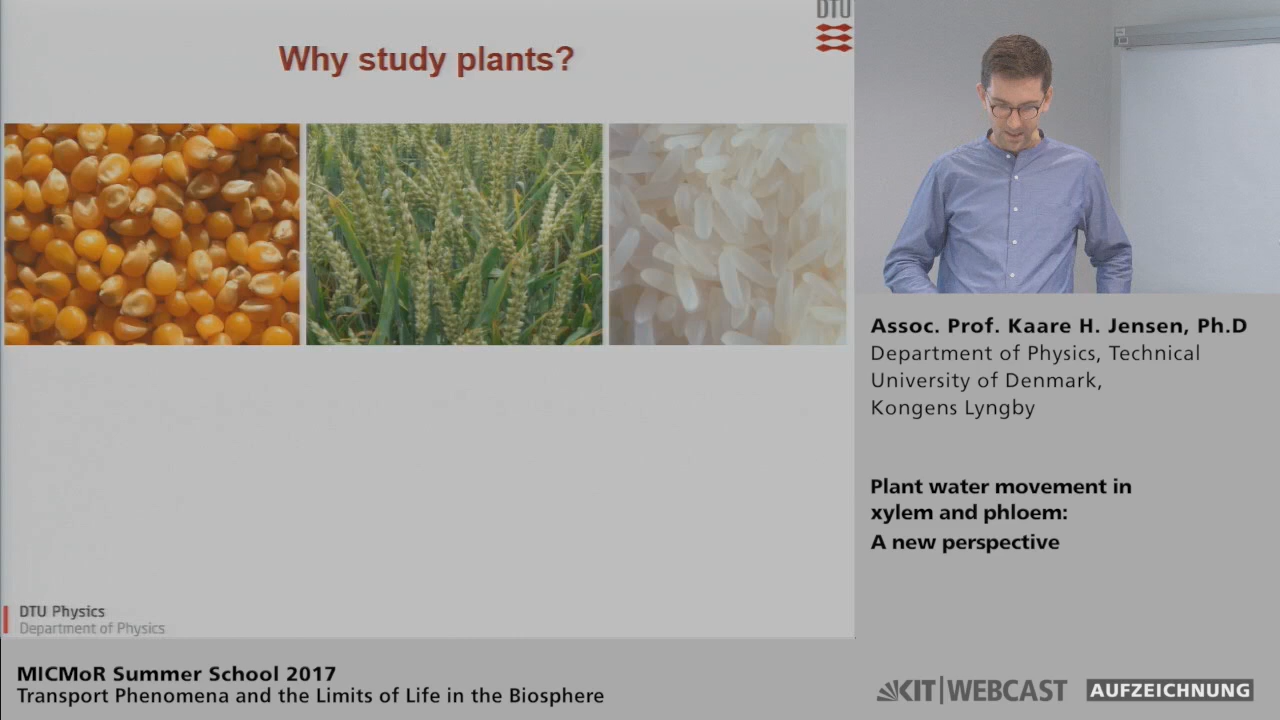 DTU
Why study plants?
DTU Physics
Department of Physics
Assoc. Prof. Kaare H. Jensen, Ph.D
Department of Physics, Technical
University of Denmark,
Kongens Lyngby
Plant water movement in
xylem and phloem:
A new perspective
MICMoR Summer School 2017
Transport Phenomena and the Limits of Life in the Biosphere
KIT|WEBCAST
AUFZEICHNUNG